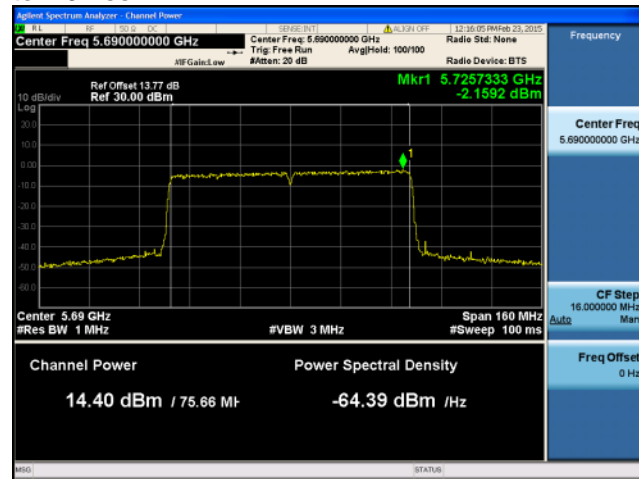 Agilent Spectrum Analyzer - Channel Power
RL RF 50 Ω DC SENSE:INT ALIGN OFF 12:16:05 PM Feb 23, 2015
Center Freq 5.690000000 GHz
Center Freq: 5.690000000 GHz
Radio Std: None
Trig: Free Run Avg|Hold: 100/100
#IFGain:Low #Atten: 20 dB Radio Device: BTS
Mkr1 5.7257333 GHz
-2.1592 dBm
Ref Offset 13.77 dB
10 dB/div Ref 30.00 dBm
Log
20.0
10.0
0.00
-10.0
-20.0
-30.0
-40.0
-50.0
-60.0
1
Center 5.69 GHz Span 160 MHz
#Res BW 1 MHz #VBW 3 MHz #Sweep 100 ms
Channel Power Power Spectral Density
14.40 dBm / 75.66 MH -64.39 dBm /Hz
MSG STATUS
Frequency
Center Freq
5.690000000 GHz
CF Step
16.000000 MHz
Auto Man
Freq Offset
0 Hz